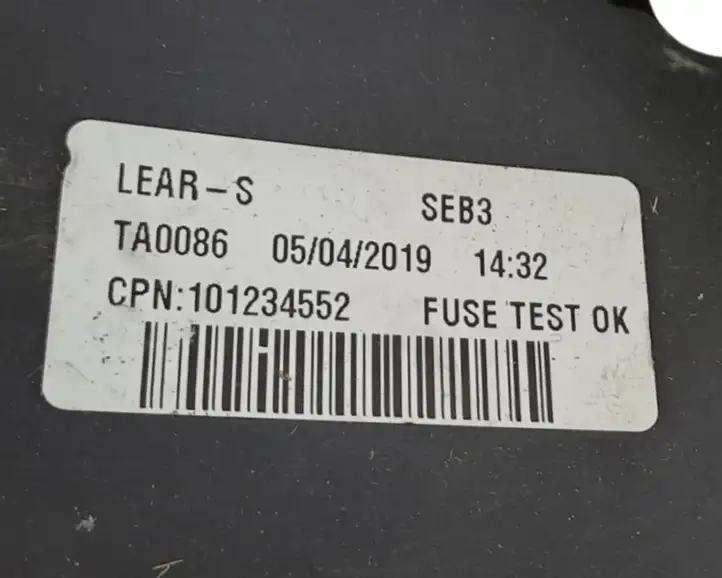 LEAR-S SEB3
TA0086 05/04/2019 14:32
CPN:101234552 FUSE TEST OK